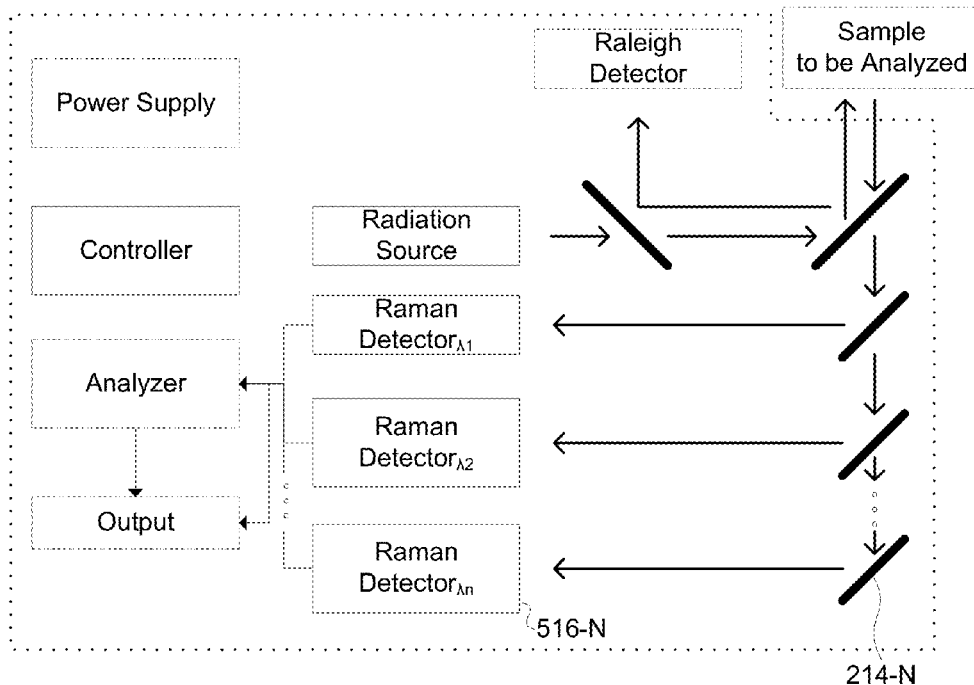 Raleigh
Detector
Sample
to be Analyzed
Power Supply
Controller
Radiation
Source
Raman
Detectorλ1
Analyzer
Raman
Detectorλ2
Output
Raman
Detectorλn
516-N
214-N